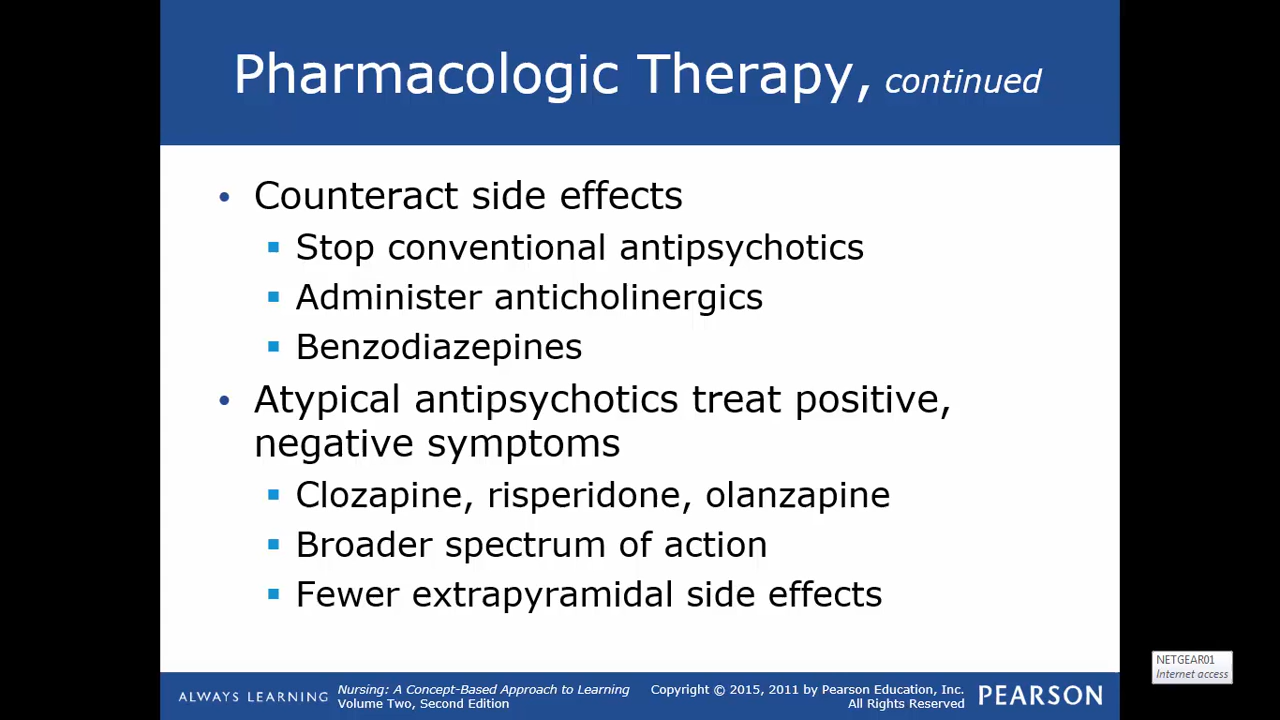 Pharmacologic Therapy, continued
• Counteract side effects
▪ Stop conventional antipsychotics
▪ Administer anticholinergics
▪ Benzodiazepines
• Atypical antipsychotics treat positive,
negative symptoms
▪ Clozapine, risperidone, olanzapine
▪ Broader spectrum of action
▪ Fewer extrapyramidal side effects
NETGEAR01
Internet access
ALWAYS LEARNING
Nursing: A Concept-Based Approach to Learning
Volume Two, Second Edition
Copyright © 2015, 2011 by Pearson Education, Inc.
All Rights Reserved
PEARSON